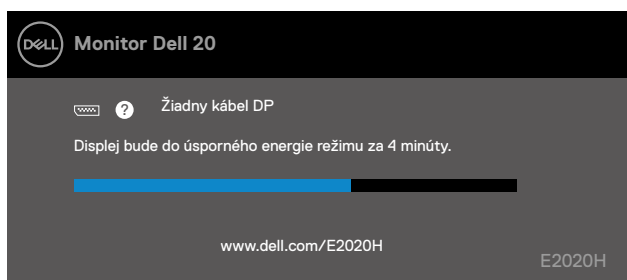 DELL
Monitor Dell 20
?
Žiadny kábel DP
Displej bude do úsporného energie režimu za 4 minúty.
www.dell.com/E2020H
E2020H